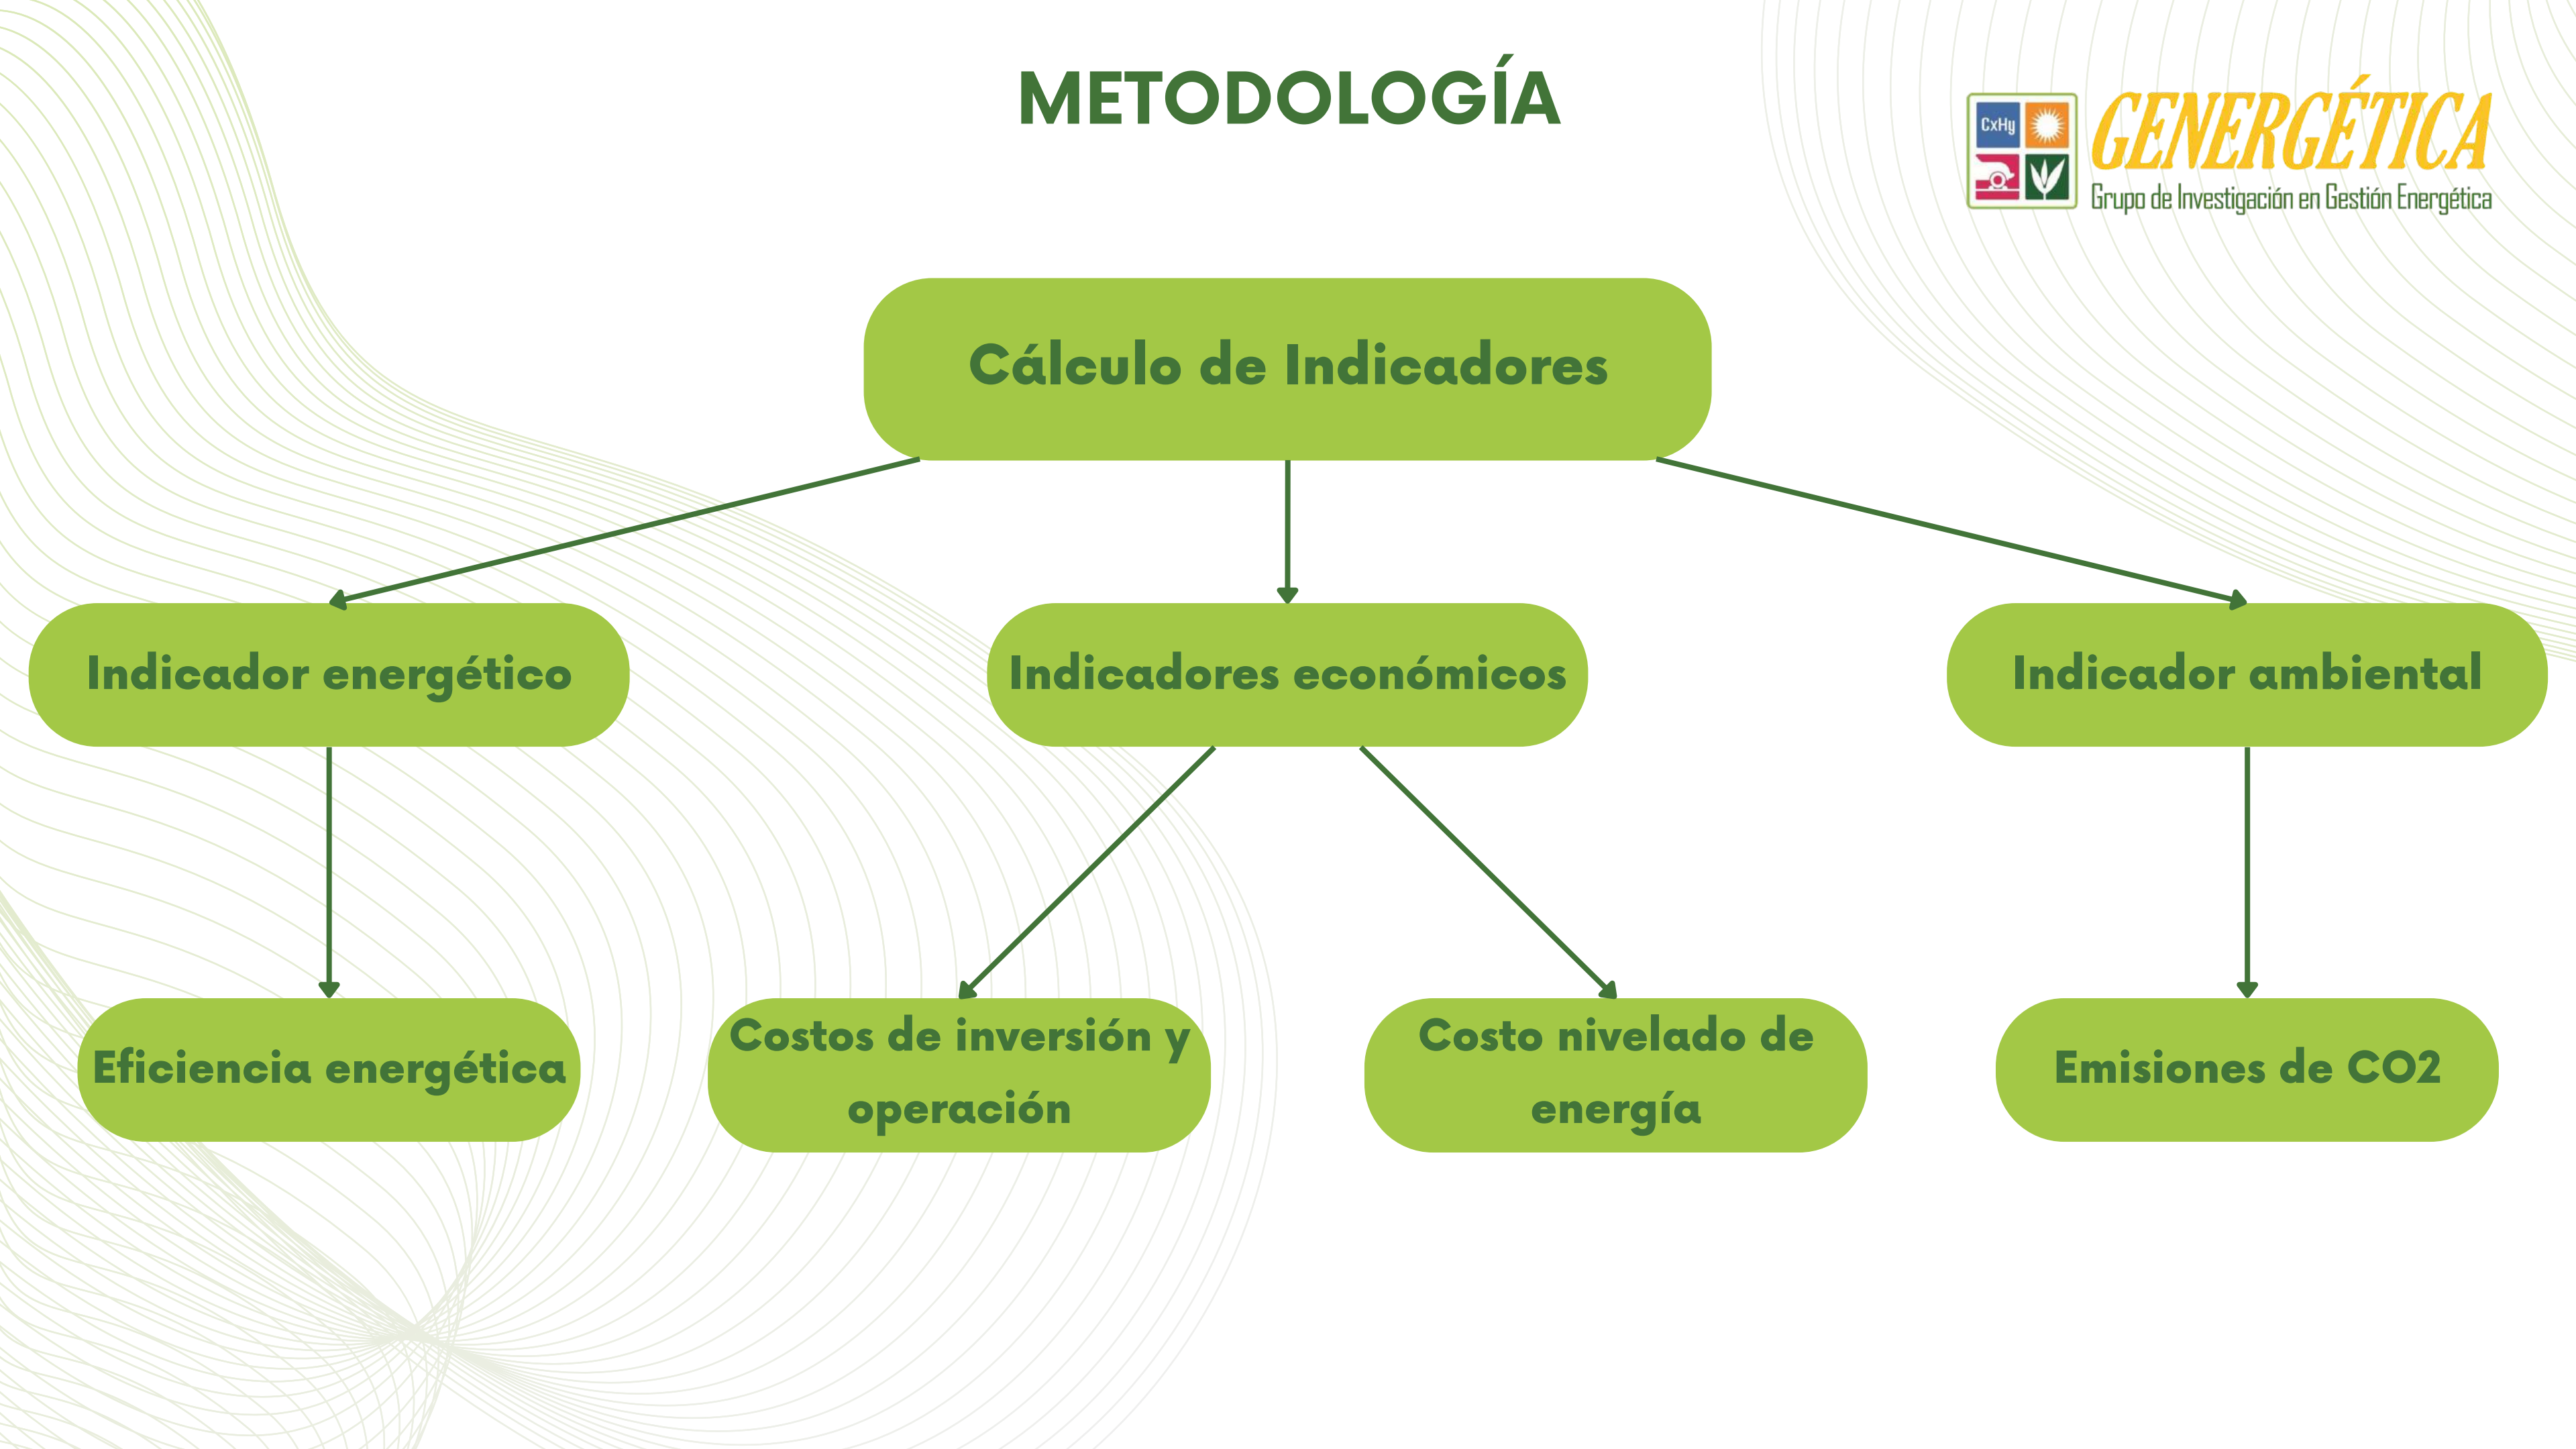 METODOLOGÍA
CxHy
GENERGÉTICA
Grupo de Investigación en Gestión Energética
Cálculo de Indicadores
Indicador energético
Indicadores económicos
Indicador ambiental
Eficiencia energética
Costos de inversión y
operación
Costo nivelado de
energía
Emisiones de CO2